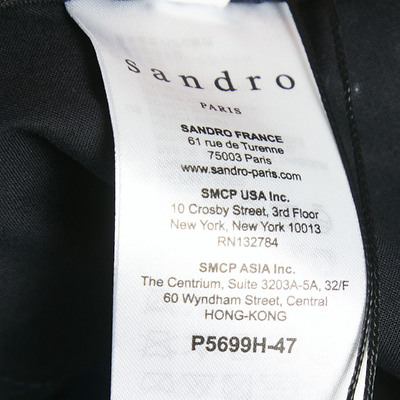 sandro
PARIS
SANDRO FRANCE
61 rue de Turenne
75003 Paris
www.sandro-paris.com
SMCP USA Inc.
10 Crosby Street, 3rd Floor
New York, New York 10013
RN132784
SMCP ASIA Inc.
The Centrium, Suite 3203A-5A, 32/F
60 Wyndham Street, Central
HONG-KONG
P5699H-47